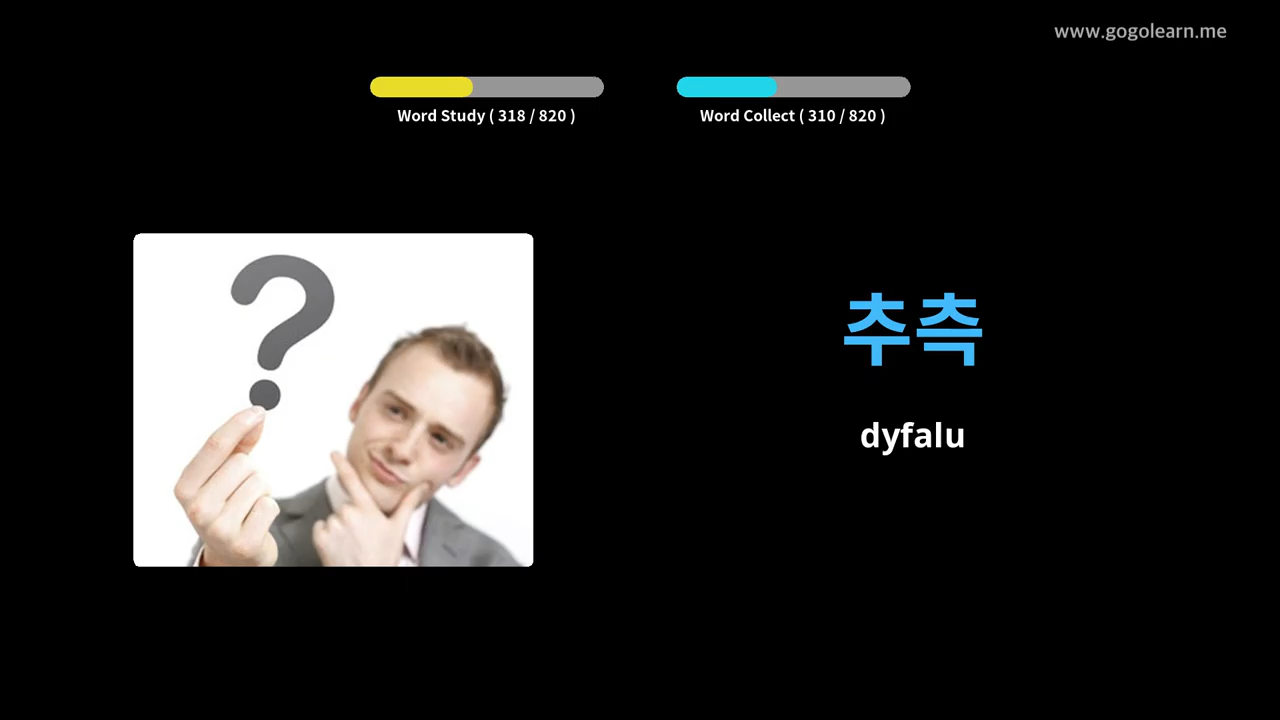 www.gogolearn.me
Word Study ( 318 / 820 )
Word Collect ( 310 / 820 )
?
추측
dyfalu